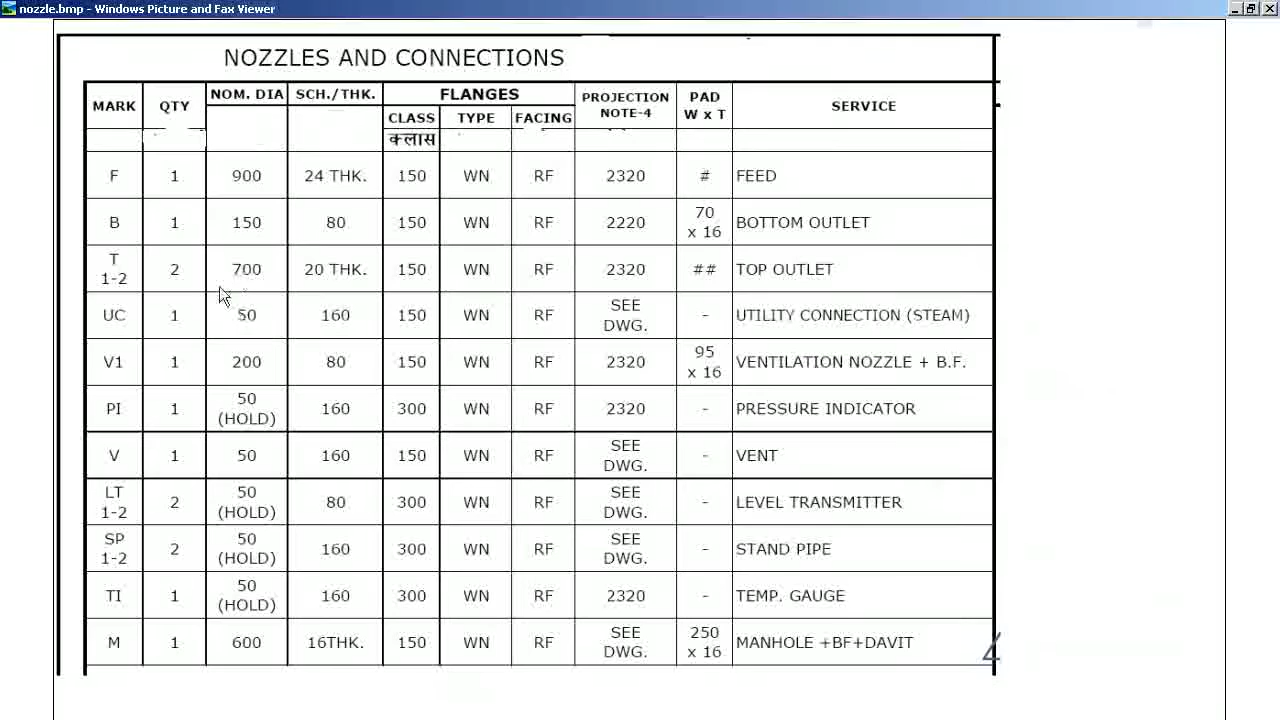 nozzle.bmp - Windows Picture and Fax Viewer
NOZZLES AND CONNECTIONS
MARK QTY NOM. DIA SCH./THK. FLANGES PROJECTION NOTE-4 PAD W x T SERVICE
CLASS TYPE FACING
क्लास
F 1 900 24 THK. 150 WN RF 2320 # FEED
B 1 150 80 150 WN RF 2220 70 x 16 BOTTOM OUTLET
T 1-2 2 700 20 THK. 150 WN RF 2320 ## TOP OUTLET
UC 1 50 160 150 WN RF SEE DWG. - UTILITY CONNECTION (STEAM)
V1 1 200 80 150 WN RF 2320 95 x 16 VENTILATION NOZZLE + B.F.
PI 1 50 (HOLD) 160 300 WN RF 2320 - PRESSURE INDICATOR
V 1 50 160 150 WN RF SEE DWG. - VENT
LT 1-2 2 50 (HOLD) 80 300 WN RF SEE DWG. - LEVEL TRANSMITTER
SP 1-2 2 50 (HOLD) 160 300 WN RF SEE DWG. - STAND PIPE
TI 1 50 (HOLD) 160 300 WN RF 2320 - TEMP. GAUGE
M 1 600 16THK. 150 WN RF SEE DWG. 250 x 16 MANHOLE +BF+DAVIT